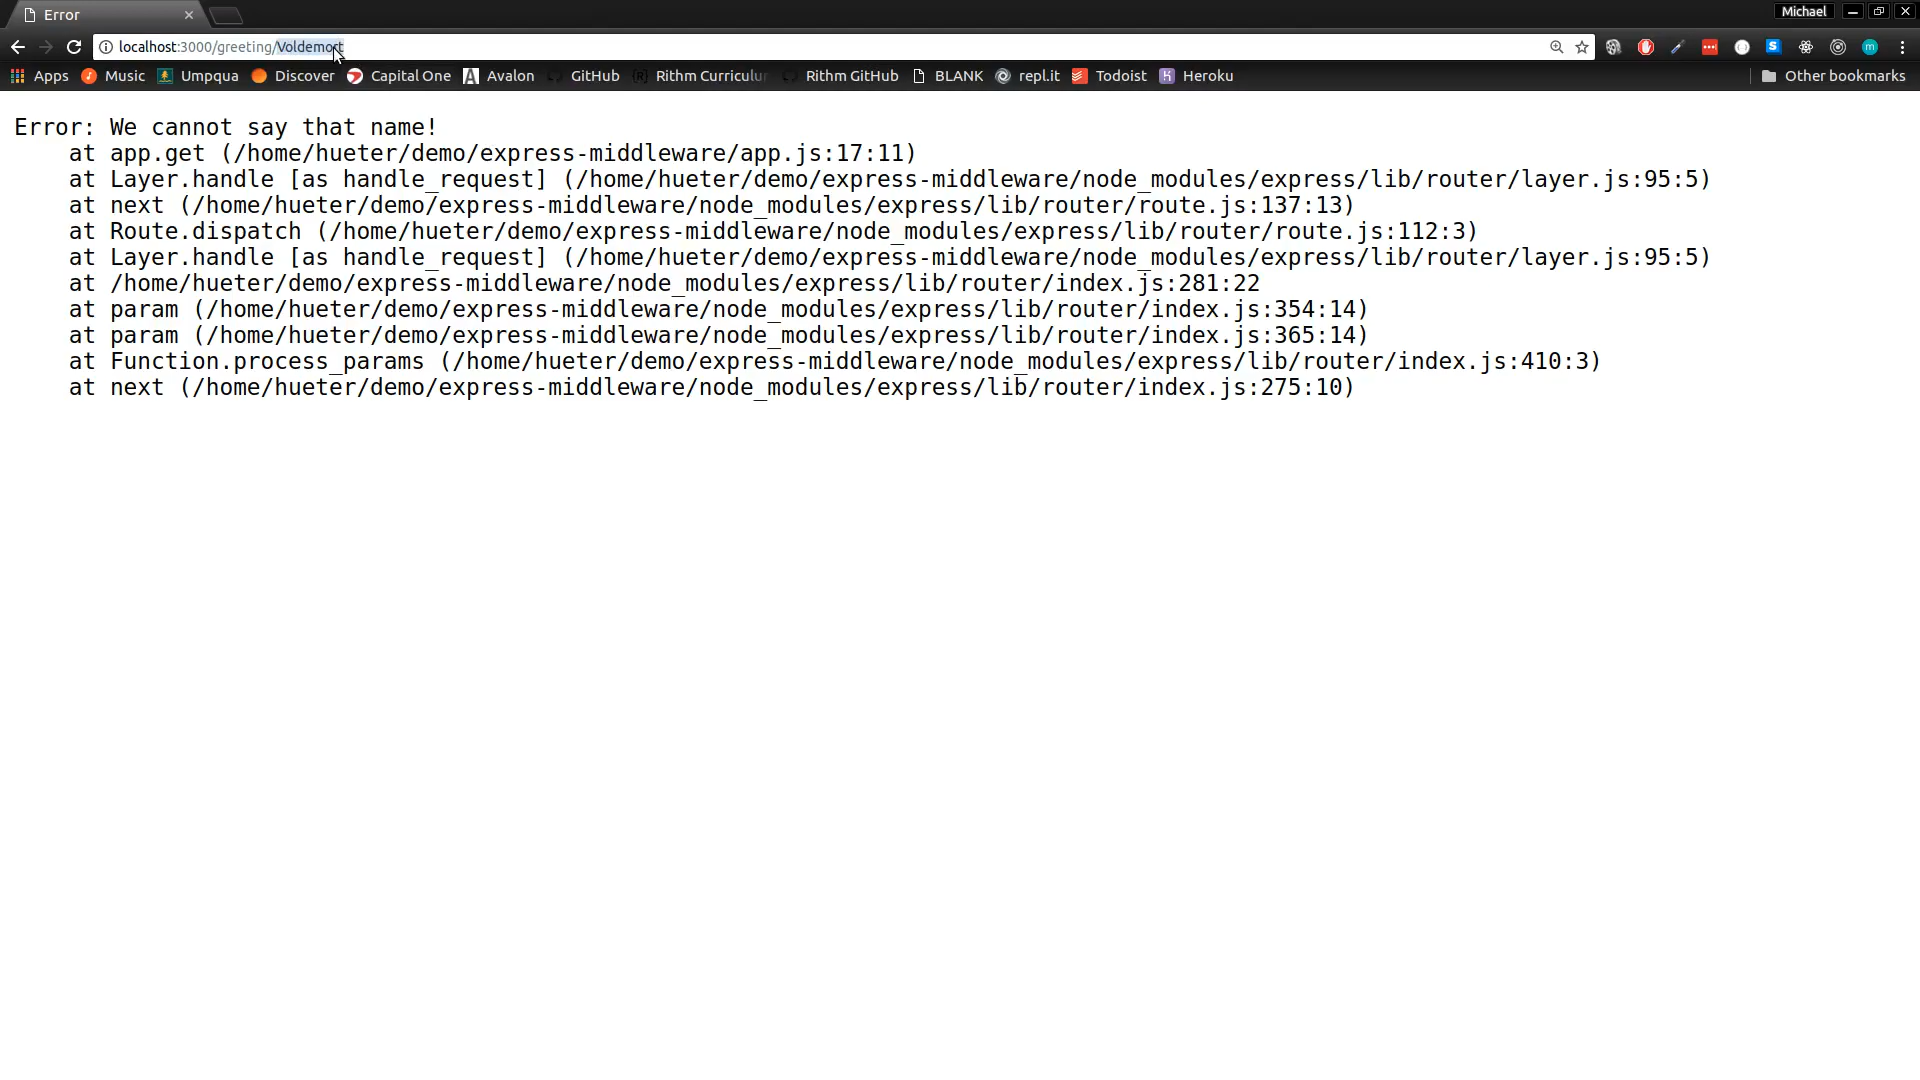 Error
Michael
localhost:3000/greeting/Voldemort
Apps Music Umpqua Discover Capital One Avalon GitHub Rithm Curriculum Rithm GitHub BLANK repl.it Todoist Heroku Other bookmarks
Error: We cannot say that name!
at app.get (/home/hueter/demo/express-middleware/app.js:17:11)
at Layer.handle [as handle_request] (/home/hueter/demo/express-middleware/node_modules/express/lib/router/layer.js:95:5)
at next (/home/hueter/demo/express-middleware/node_modules/express/lib/router/route.js:137:13)
at Route.dispatch (/home/hueter/demo/express-middleware/node_modules/express/lib/router/route.js:112:3)
at Layer.handle [as handle_request] (/home/hueter/demo/express-middleware/node_modules/express/lib/router/layer.js:95:5)
at /home/hueter/demo/express-middleware/node_modules/express/lib/router/index.js:281:22
at param (/home/hueter/demo/express-middleware/node_modules/express/lib/router/index.js:354:14)
at param (/home/hueter/demo/express-middleware/node_modules/express/lib/router/index.js:365:14)
at Function.process_params (/home/hueter/demo/express-middleware/node_modules/express/lib/router/index.js:410:3)
at next (/home/hueter/demo/express-middleware/node_modules/express/lib/router/index.js:275:10)